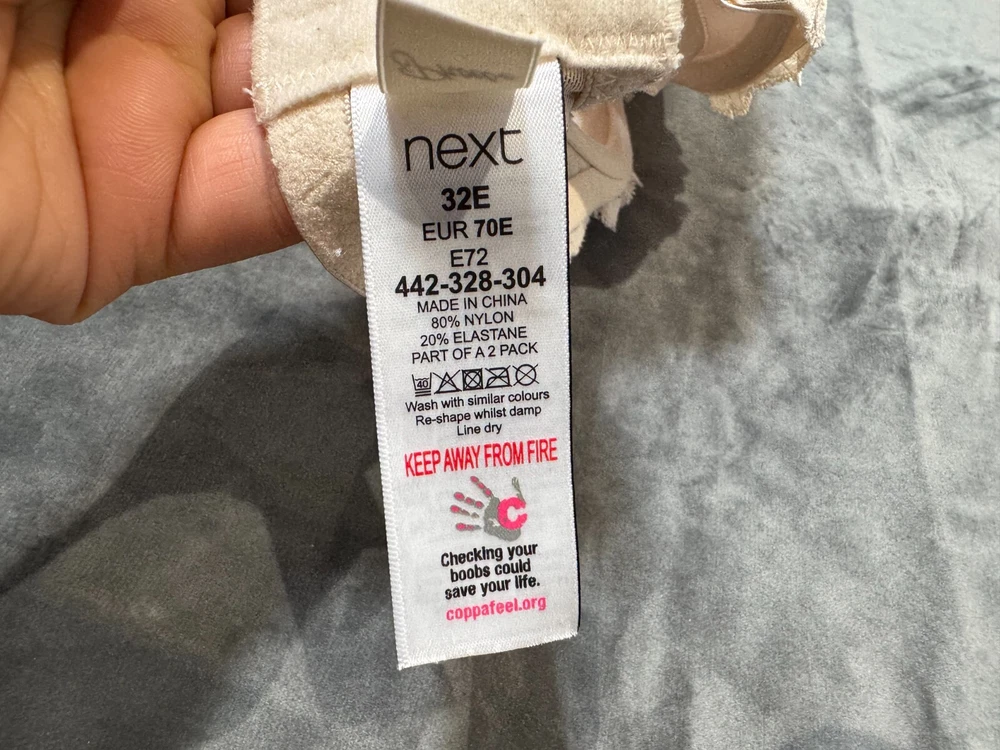 next
32E
EUR 70E
E72
442-328-304
MADE IN CHINA
80% NYLON
20% ELASTANE
PART OF A 2 PACK
40
Wash with similar colours
Re-shape whilst damp
Line dry
KEEP AWAY FROM FIRE
C
Checking your
boobs could
save your life.
coppafeel.org